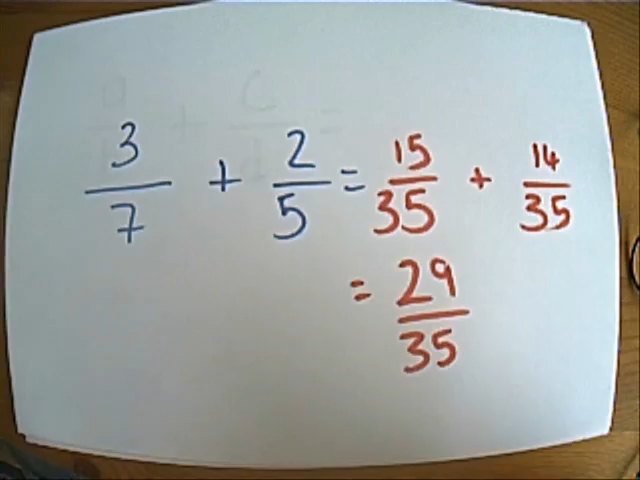 3/7 + 2/5 = 15/35 + 14/35
= 29/35